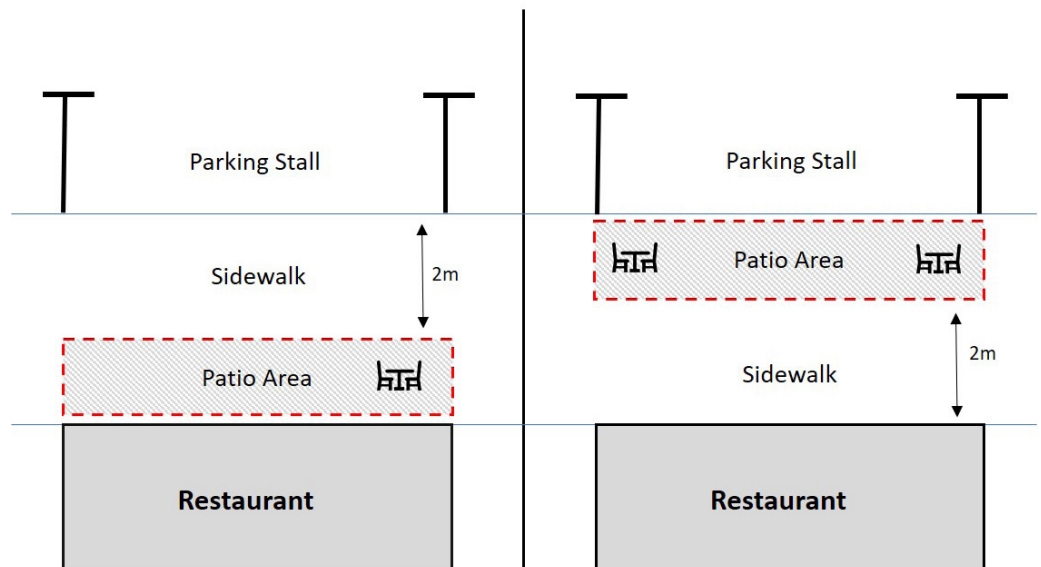 Parking Stall
Sidewalk
2m
Patio Area
Restaurant
Parking Stall
Patio Area
2m
Sidewalk
Restaurant